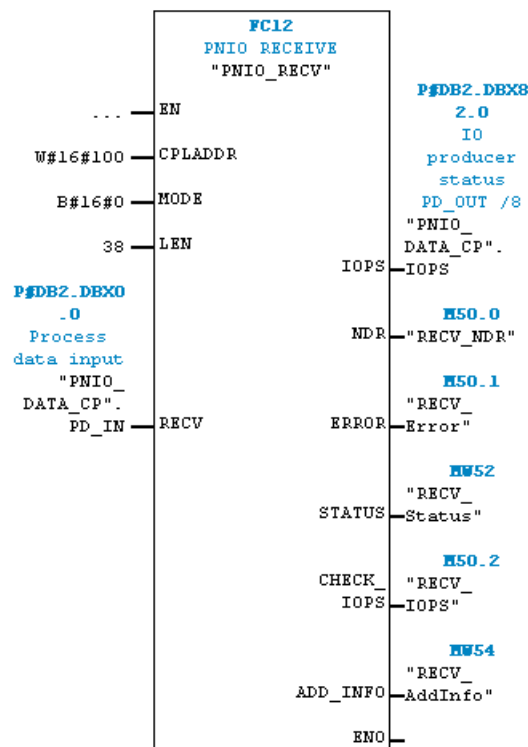 FC12
PNIO RECEIVE
"PNIO_RECV"
... EN
W#16#100 CPLADDR
B#16#0 MODE
38 LEN
P#DB2.DBX0
.0
Process
data input
"PNIO_
DATA_CP".
PD_IN RECV
P#DB2.DBX8
2.0
IO
producer
status
PD_OUT /8
"PNIO_
DATA_CP".
IOPS IOPS
M50.0
NDR "RECV_NDR"
M50.1
"RECV_
ERROR Error"
MW52
"RECV_
STATUS Status"
M50.2
CHECK_ "RECV_
IOPS IOPS"
MW54
"RECV_
ADD_INFO AddInfo"
ENO